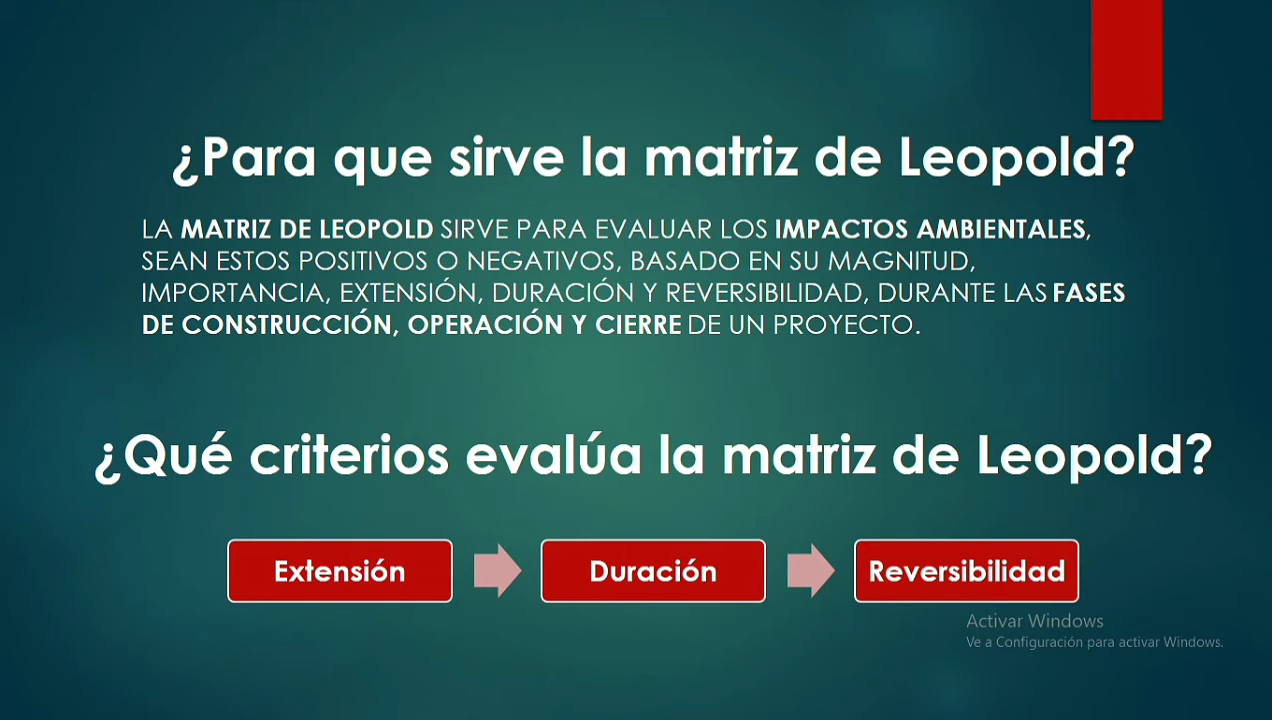 ¿Para que sirve la matriz de Leopold?
LA MATRIZ DE LEOPOLD SIRVE PARA EVALUAR LOS IMPACTOS AMBIENTALES,
SEAN ESTOS POSITIVOS O NEGATIVOS, BASADO EN SU MAGNITUD,
IMPORTANCIA, EXTENSIÓN, DURACIÓN Y REVERSIBILIDAD, DURANTE LAS FASES
DE CONSTRUCCIÓN, OPERACIÓN Y CIERRE DE UN PROYECTO.
¿Qué criterios evalúa la matriz de Leopold?
Extensión
Duración
Reversibilidad
Activar Windows
Ve a Configuración para activar Windows.